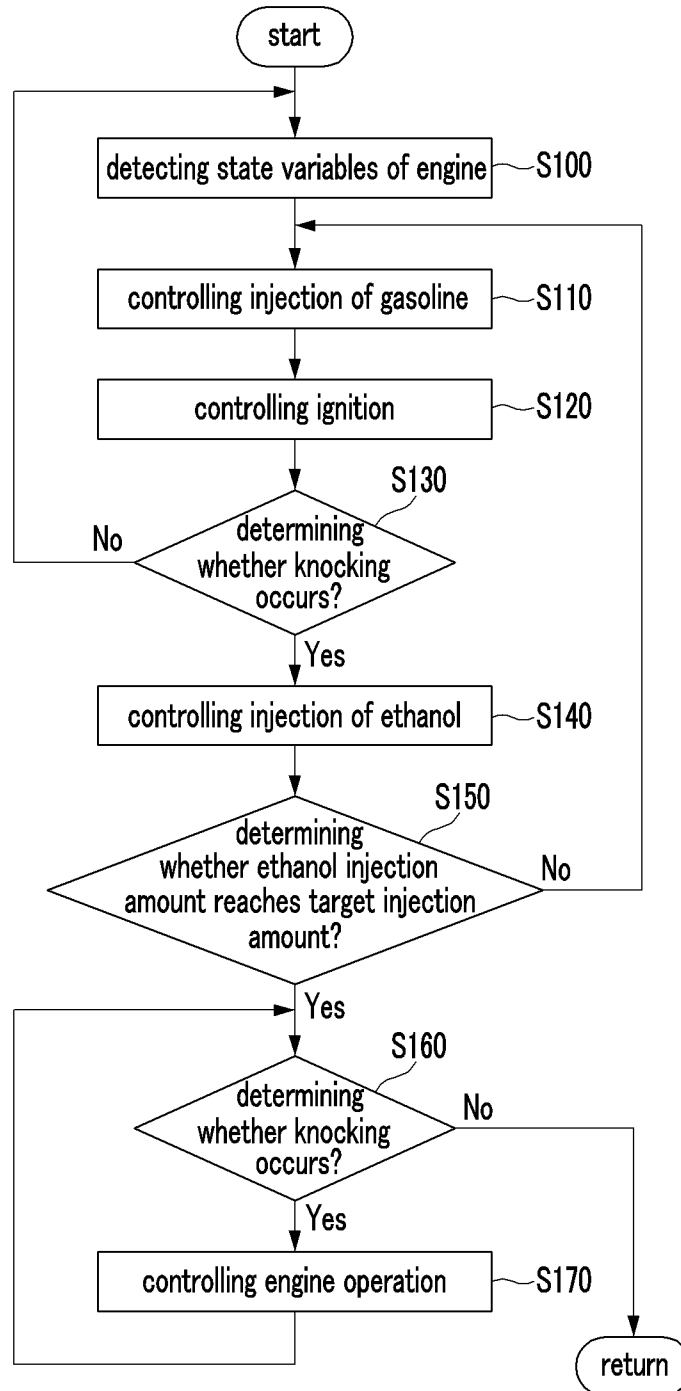 start
detecting state variables of engine
S100
controlling injection of gasoline
S110
controlling ignition
S120
S130
determining
whether knocking
occurs?
No
Yes
controlling injection of ethanol
S140
S150
determining
whether ethanol injection
amount reaches target injection
amount?
No
Yes
S160
determining
whether knocking
occurs?
No
Yes
controlling engine operation
S170
return